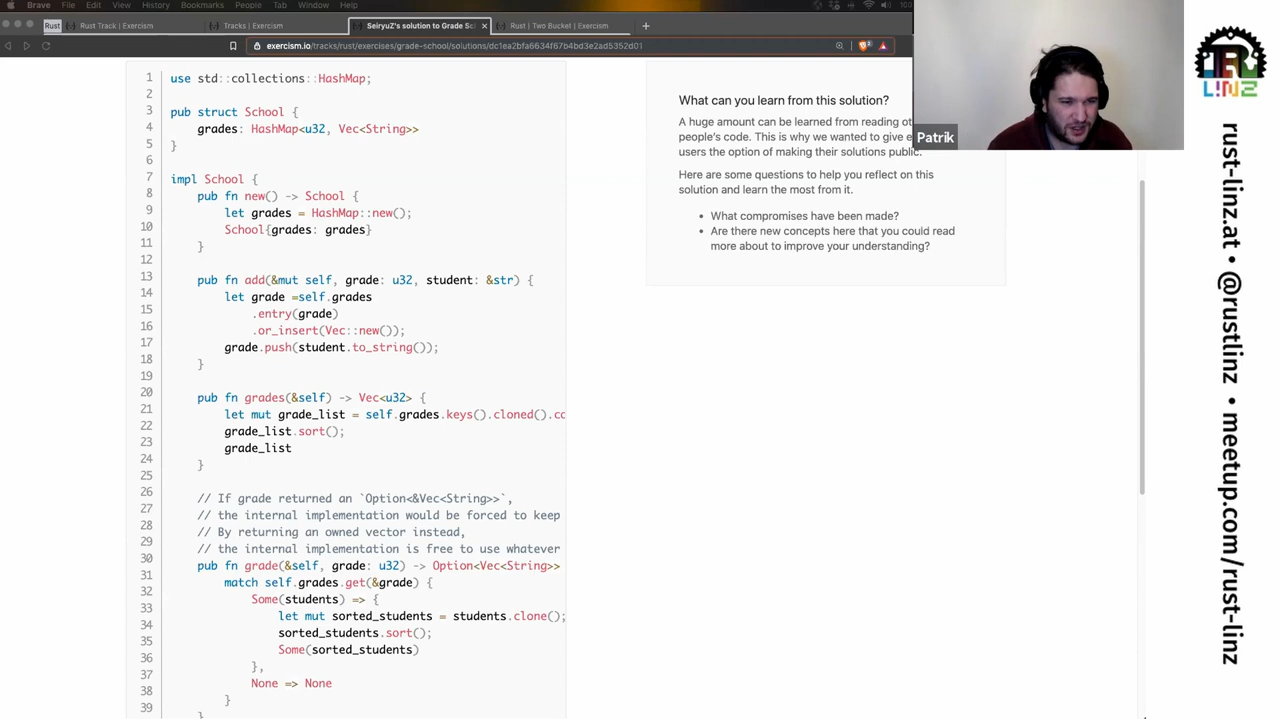 Brave File Edit View History Bookmarks People Tab Window Help
Rust Rust Track | Exercism Tracks | Exercism SeiryuZ's solution to Grade Sc Rust | Two Bucket | Exercism
exercism.io/tracks/rust/exercises/grade-school/solutions/dc1ea2bfa6634f67b4bd3e2ad5352d01
1 use std::collections::HashMap;
2
3 pub struct School {
4 grades: HashMap<u32, Vec<String>>
5 }
6
7 impl School {
8 pub fn new() -> School {
9 let grades = HashMap::new();
10 School{grades: grades}
11 }
12
13 pub fn add(&mut self, grade: u32, student: &str) {
14 let grade =self.grades
15 .entry(grade)
16 .or_insert(Vec::new());
17 grade.push(student.to_string());
18 }
19
20 pub fn grades(&self) -> Vec<u32> {
21 let mut grade_list = self.grades.keys().cloned().co
22 grade_list.sort();
23 grade_list
24 }
25
26 // If grade returned an `Option<&Vec<String>>`,
27 // the internal implementation would be forced to keep
28 // By returning an owned vector instead,
29 // the internal implementation is free to use whatever
30 pub fn grade(&self, grade: u32) -> Option<Vec<String>>
31 match self.grades.get(&grade) {
32 Some(students) => {
33 let mut sorted_students = students.clone();
34 sorted_students.sort();
35 Some(sorted_students)
36 },
37 None => None
38 }
39 }
What can you learn from this solution?
A huge amount can be learned from reading ot
people's code. This is why we wanted to give e
users the option of making their solutions public.
Here are some questions to help you reflect on this
solution and learn the most from it.
• What compromises have been made?
• Are there new concepts here that you could read
more about to improve your understanding?
Patrik
R
L!NZ
rust-linz.at • @rustlinz • meetup.com/rust-linz